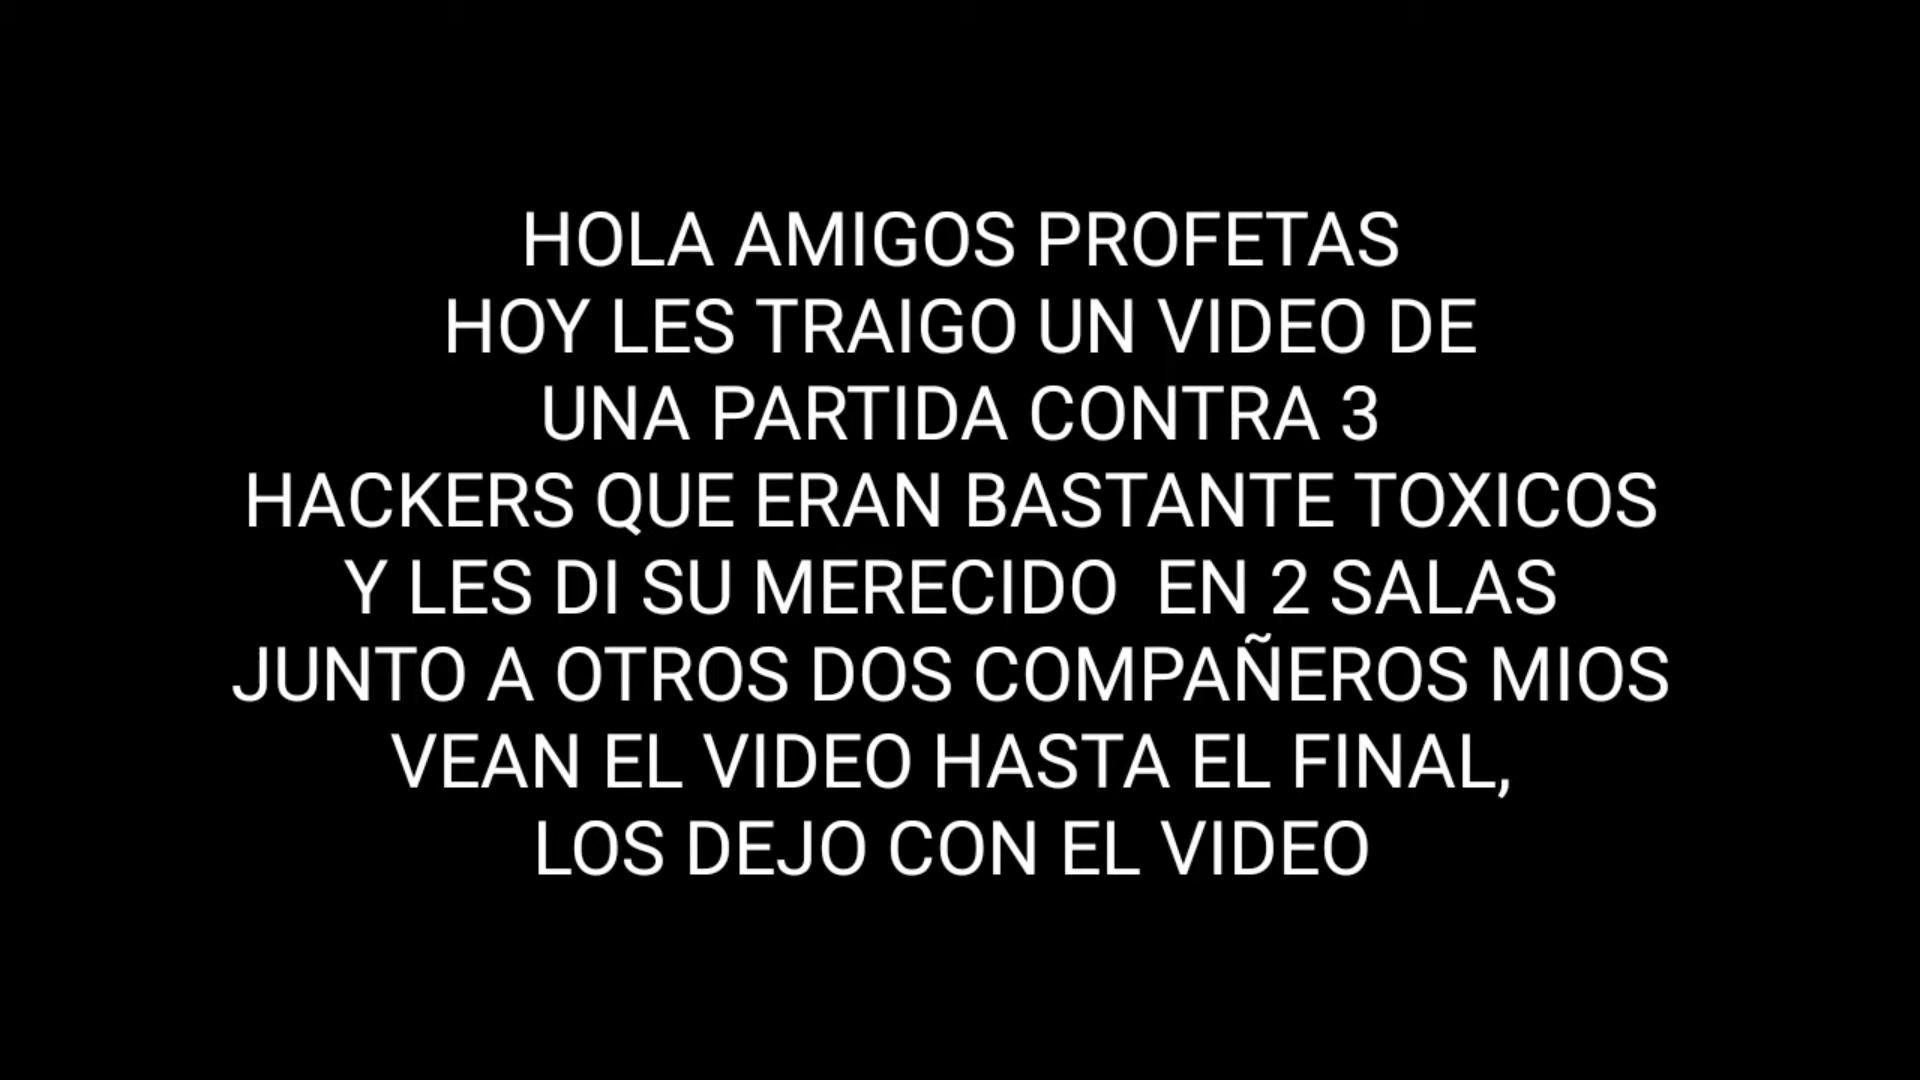 HOLA AMIGOS PROFETAS
HOY LES TRAIGO UN VIDEO DE
UNA PARTIDA CONTRA 3
HACKERS QUE ERAN BASTANTE TOXICOS
Y LES DI SU MERECIDO  EN 2 SALAS
JUNTO A OTROS DOS COMPAÑEROS MIOS
VEAN EL VIDEO HASTA EL FINAL,
LOS DEJO CON EL VIDEO